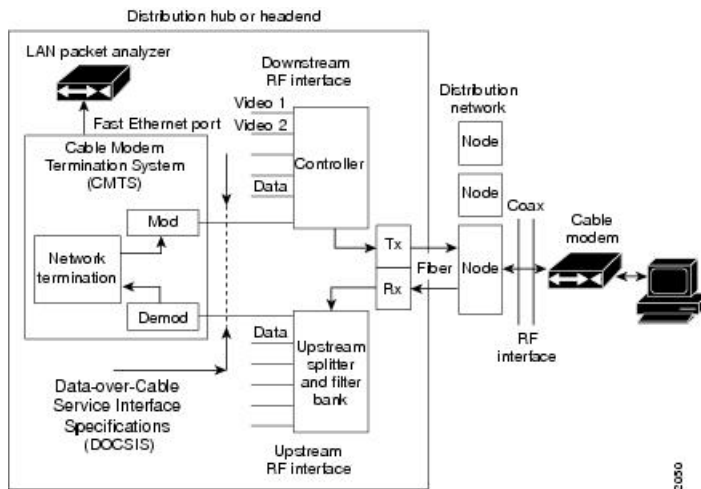 Distribution hub or headend
LAN packet analyzer
Downstream
RF interface
Distribution
network
Video 1
Video 2
Fast Ethernet port
Cable Modem
Termination System
(CMTS)
Controller
Node
Node
Data
Mod
Coax
Cable
modem
Network
termination
Tx
Fiber
Rx
Node
Demod
Data
Upstream
splitter
and filter
bank
RF
interface
Data-over-Cable
Service Interface
Specifications
(DOCSIS)
Upstream
RF interface
2050